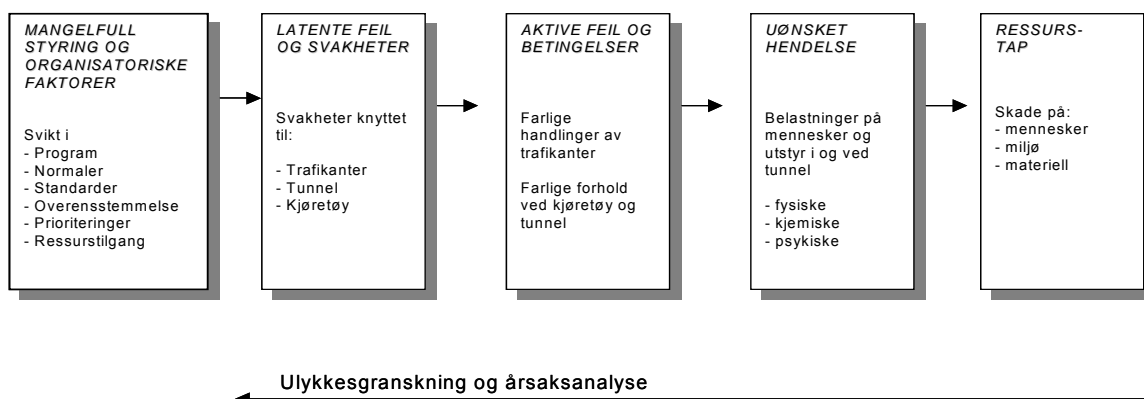 MANGELFULL
STYRING OG
ORGANISATORISKE
FAKTORER
Svikt i
- Program
- Normaler
- Standarder
- Overensstemmelse
- Prioriteringer
- Ressurstilgang
LATENTE FEIL
OG SVAKHETER
Svakheter knyttet
til:
- Trafikanter
- Tunnel
- Kjøretøy
AKTIVE FEIL OG
BETINGELSER
Farlige
handlinger av
trafikanter
Farlige forhold
ved kjøretøy og
tunnel
UØNSKET
HENDELSE
Belastninger på
mennesker og
utstyr i og ved
tunnel
- fysiske
- kjemiske
- psykiske
RESSURS-
TAP
Skade på:
- mennesker
- miljø
- materiell
Ulykkesgranskning og årsaksanalyse